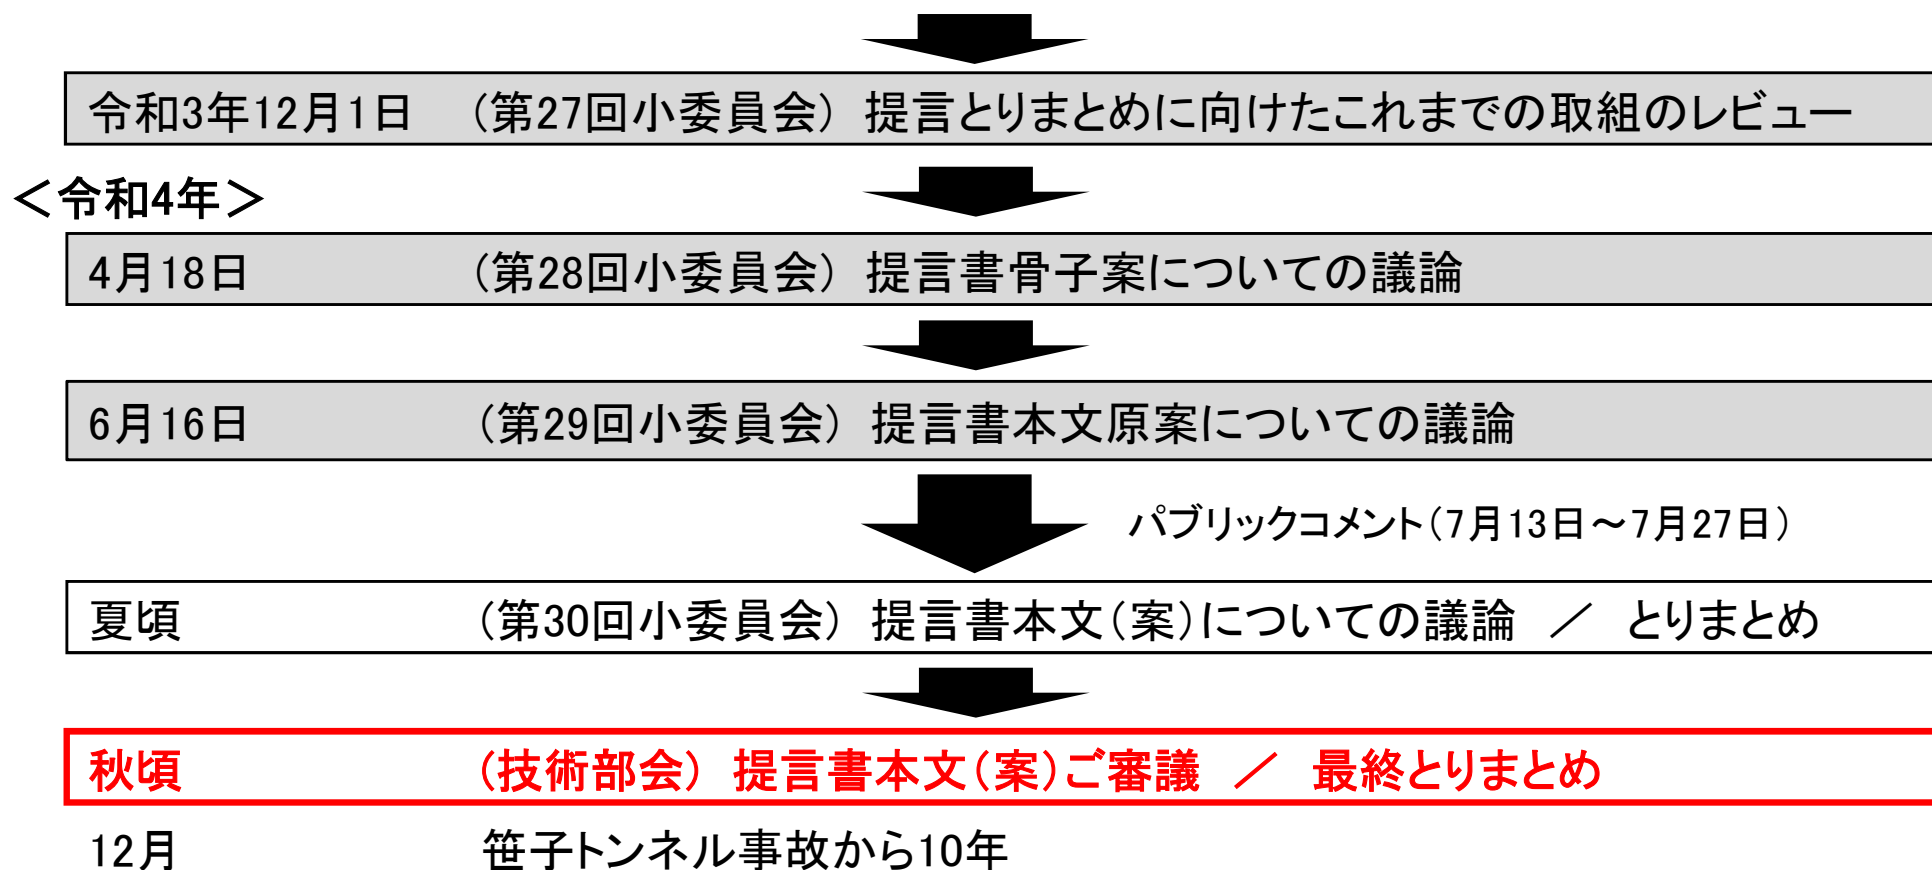 令和3年12月1日 （第27回小委員会）提言とりまとめに向けたこれまでの取組のレビュー
＜令和4年＞
4月18日 （第28回小委員会）提言書骨子案についての議論
6月16日 （第29回小委員会）提言書本文原案についての議論
パブリックコメント（7月13日～7月27日）
夏頃 （第30回小委員会）提言書本文（案）についての議論 ／ とりまとめ
秋頃 （技術部会）提言書本文（案）ご審議 ／ 最終とりまとめ
12月 笹子トンネル事故から10年